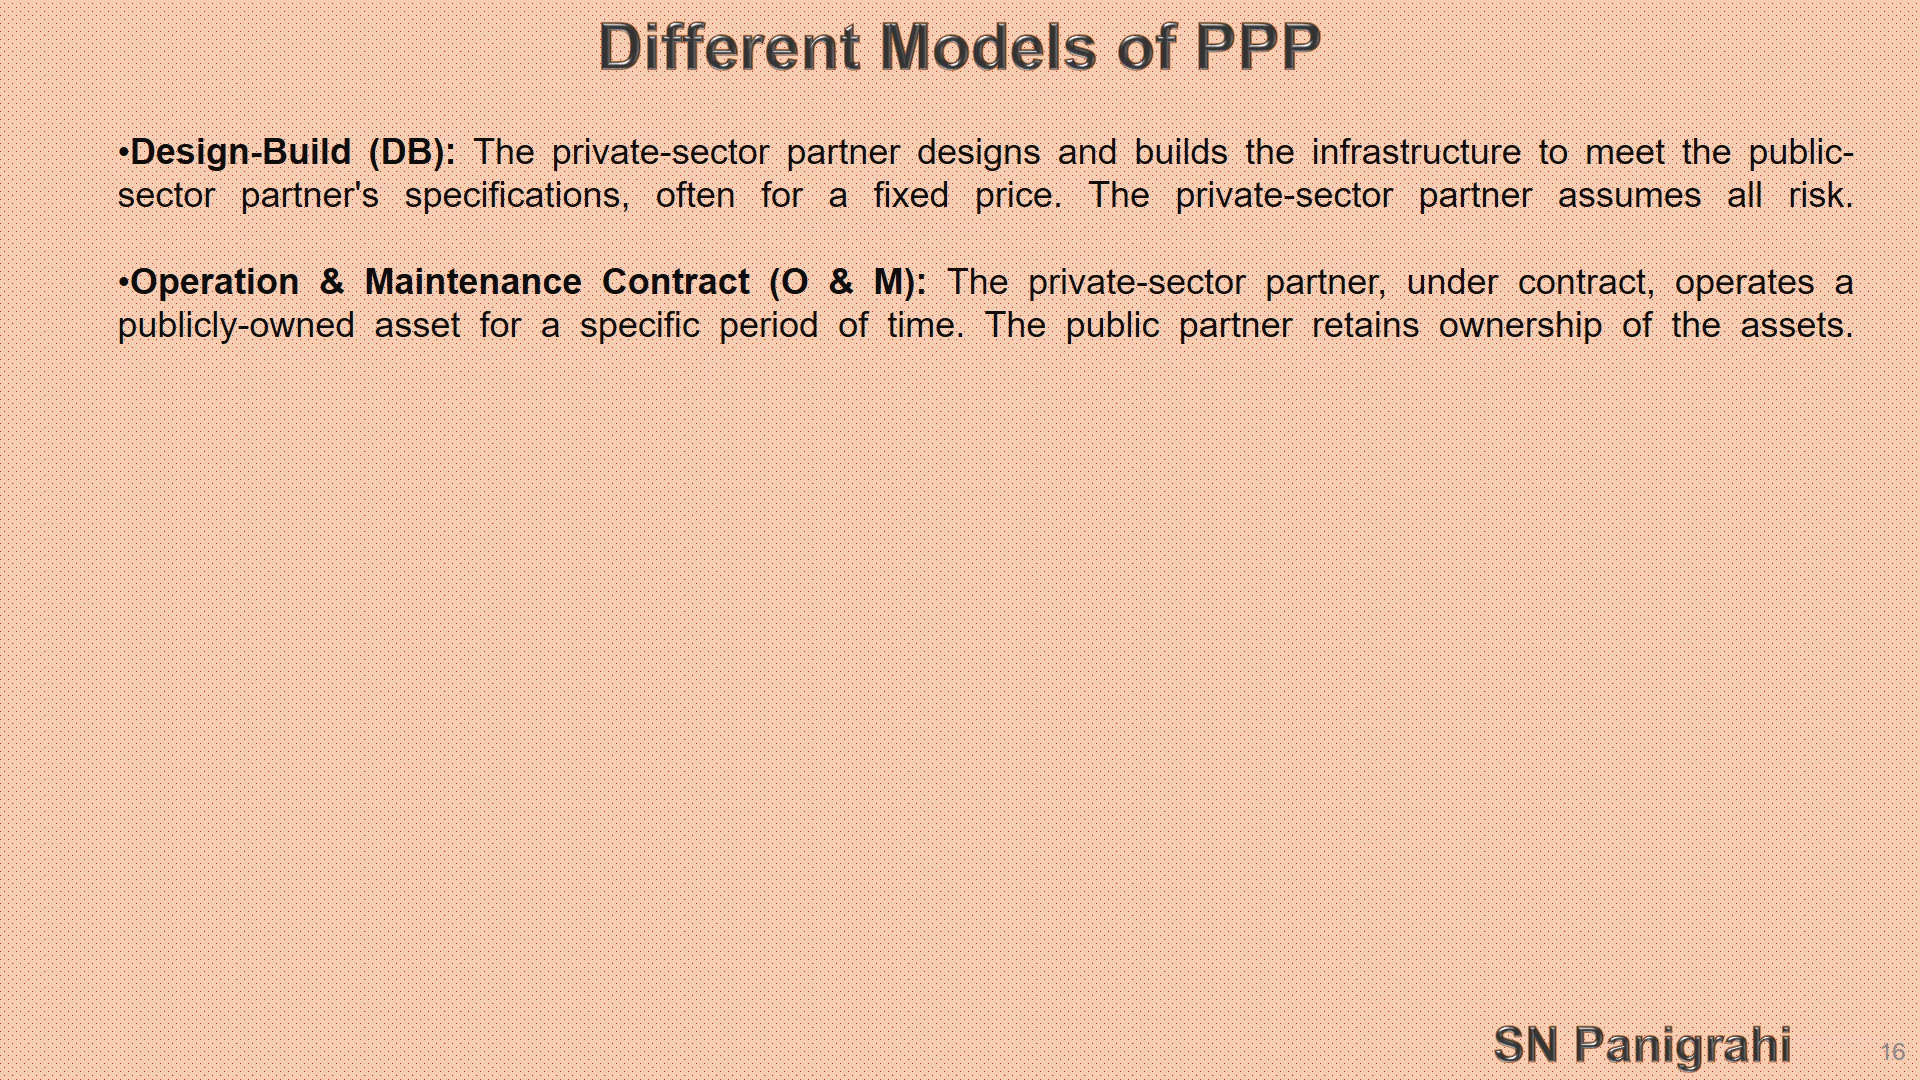 Different Models of PPP
•Design-Build (DB): The private-sector partner designs and builds the infrastructure to meet the public-
sector partner's specifications, often for a fixed price. The private-sector partner assumes all risk.
•Operation & Maintenance Contract (O & M): The private-sector partner, under contract, operates a
publicly-owned asset for a specific period of time. The public partner retains ownership of the assets.
SN Panigrahi
16